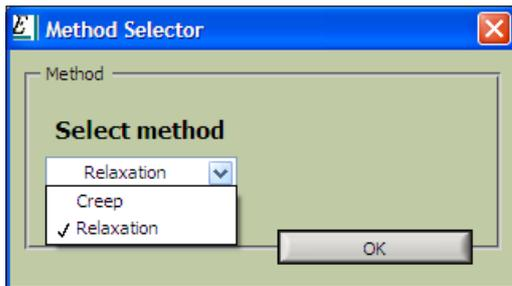 Method Selector
Method
Select method
Relaxation
Creep
✓ Relaxation
OK